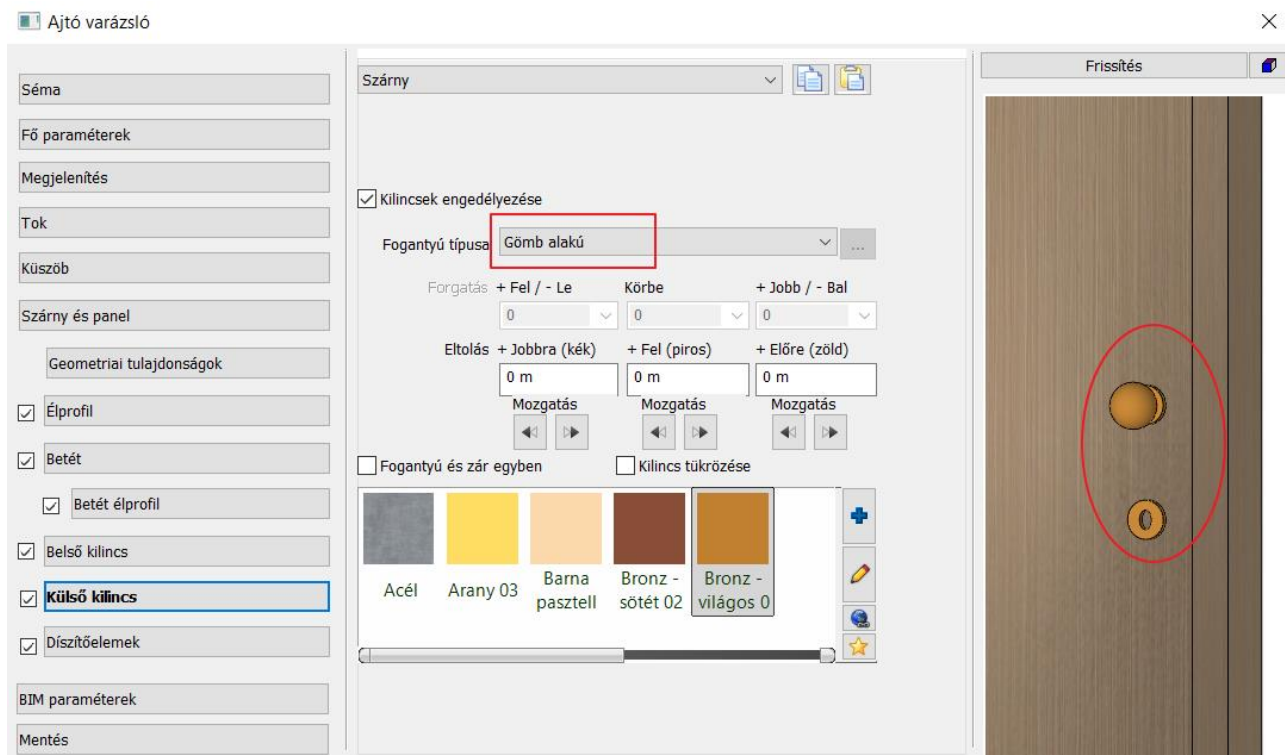 Ajtó varázsló
Séma
Fő paraméterek
Megjelenítés
Tok
Küszöb
Szárny és panel
Geometriai tulajdonságok
Élprofil
Betét
Betét élprofil
Belső kilincs
Külső kilincs
Díszítőelemek
BIM paraméterek
Mentés
Szárny
Kilincsek engedélyezése
Fogantyú típusa Gömb alakú ...
Forgatás + Fel / - Le Körbe + Jobb / - Bal
0 0 0
Eltolás + Jobbra (kék) + Fel (piros) + Előre (zöld)
0 m 0 m 0 m
Mozgatás Mozgatás Mozgatás
Fogantyú és zár egyben Kilincs tükrözése
Acél
Arany 03
Barna
pasztell
Bronz -
sötét 02
Bronz -
világos 0
Frissítés